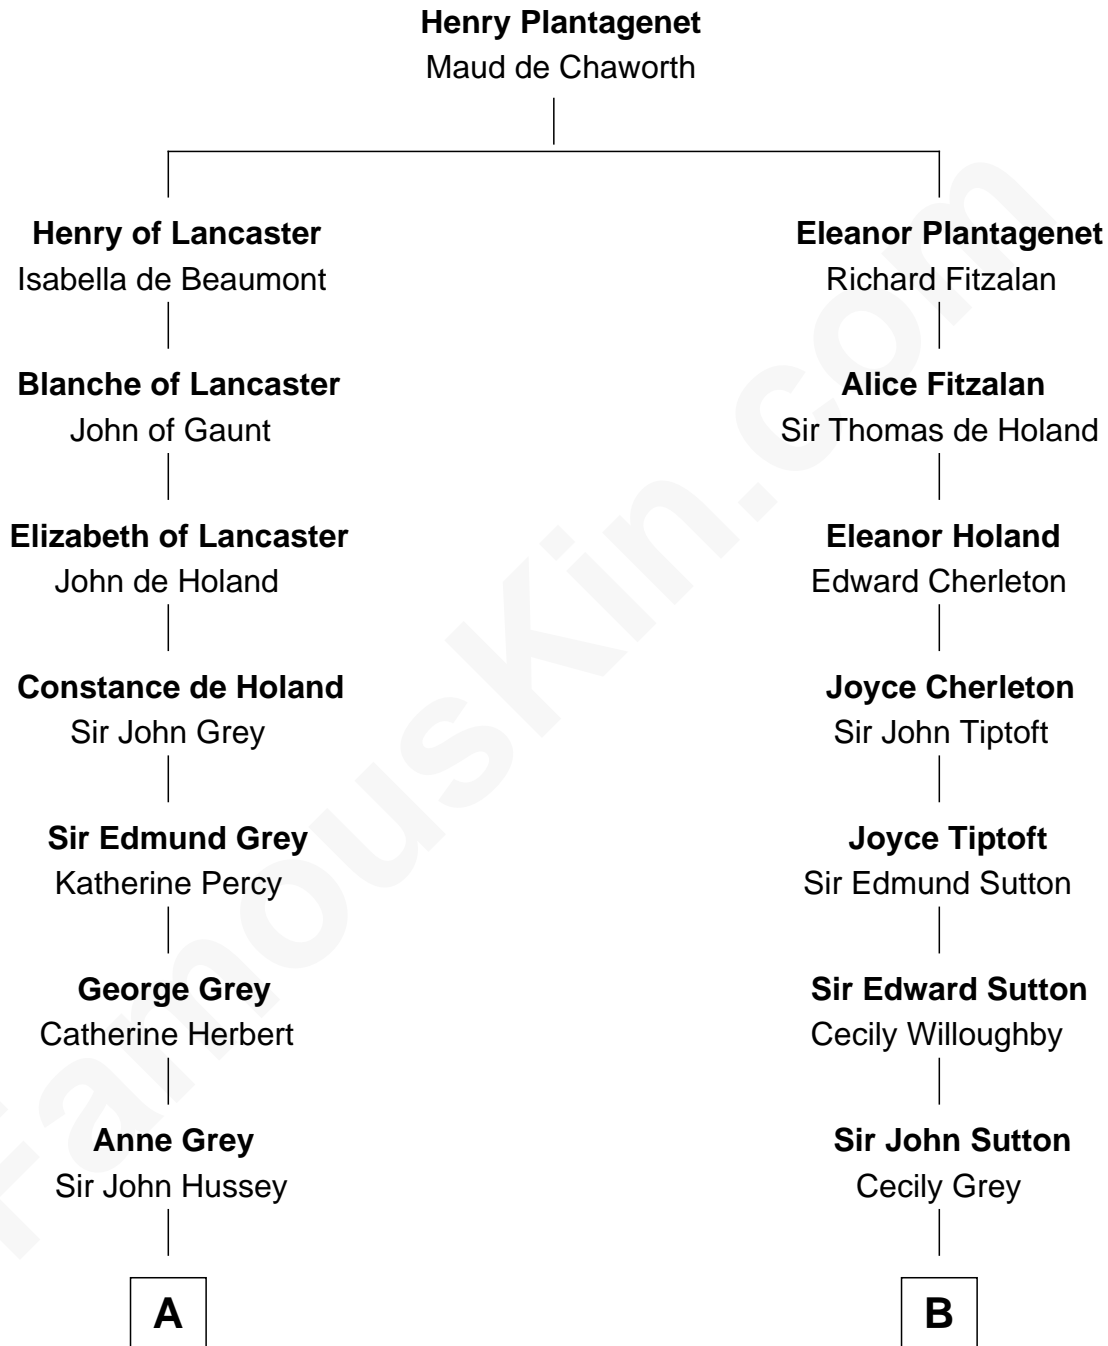 Henry Plantagenet
Maud de Chaworth
Henry of Lancaster
Isabella de Beaumont
Eleanor Plantagenet
Richard Fitzalan
Blanche of Lancaster
John of Gaunt
Alice Fitzalan
Sir Thomas de Holand
Elizabeth of Lancaster
John de Holand
Eleanor Holand
Edward Cherleton
Constance de Holand
Sir John Grey
Joyce Cherleton
Sir John Tiptoft
Sir Edmund Grey
Katherine Percy
Joyce Tiptoft
Sir Edmund Sutton
George Grey
Catherine Herbert
Sir Edward Sutton
Cecily Willoughby
Anne Grey
Sir John Hussey
Sir John Sutton
Cecily Grey
A
B
FamousKin.com